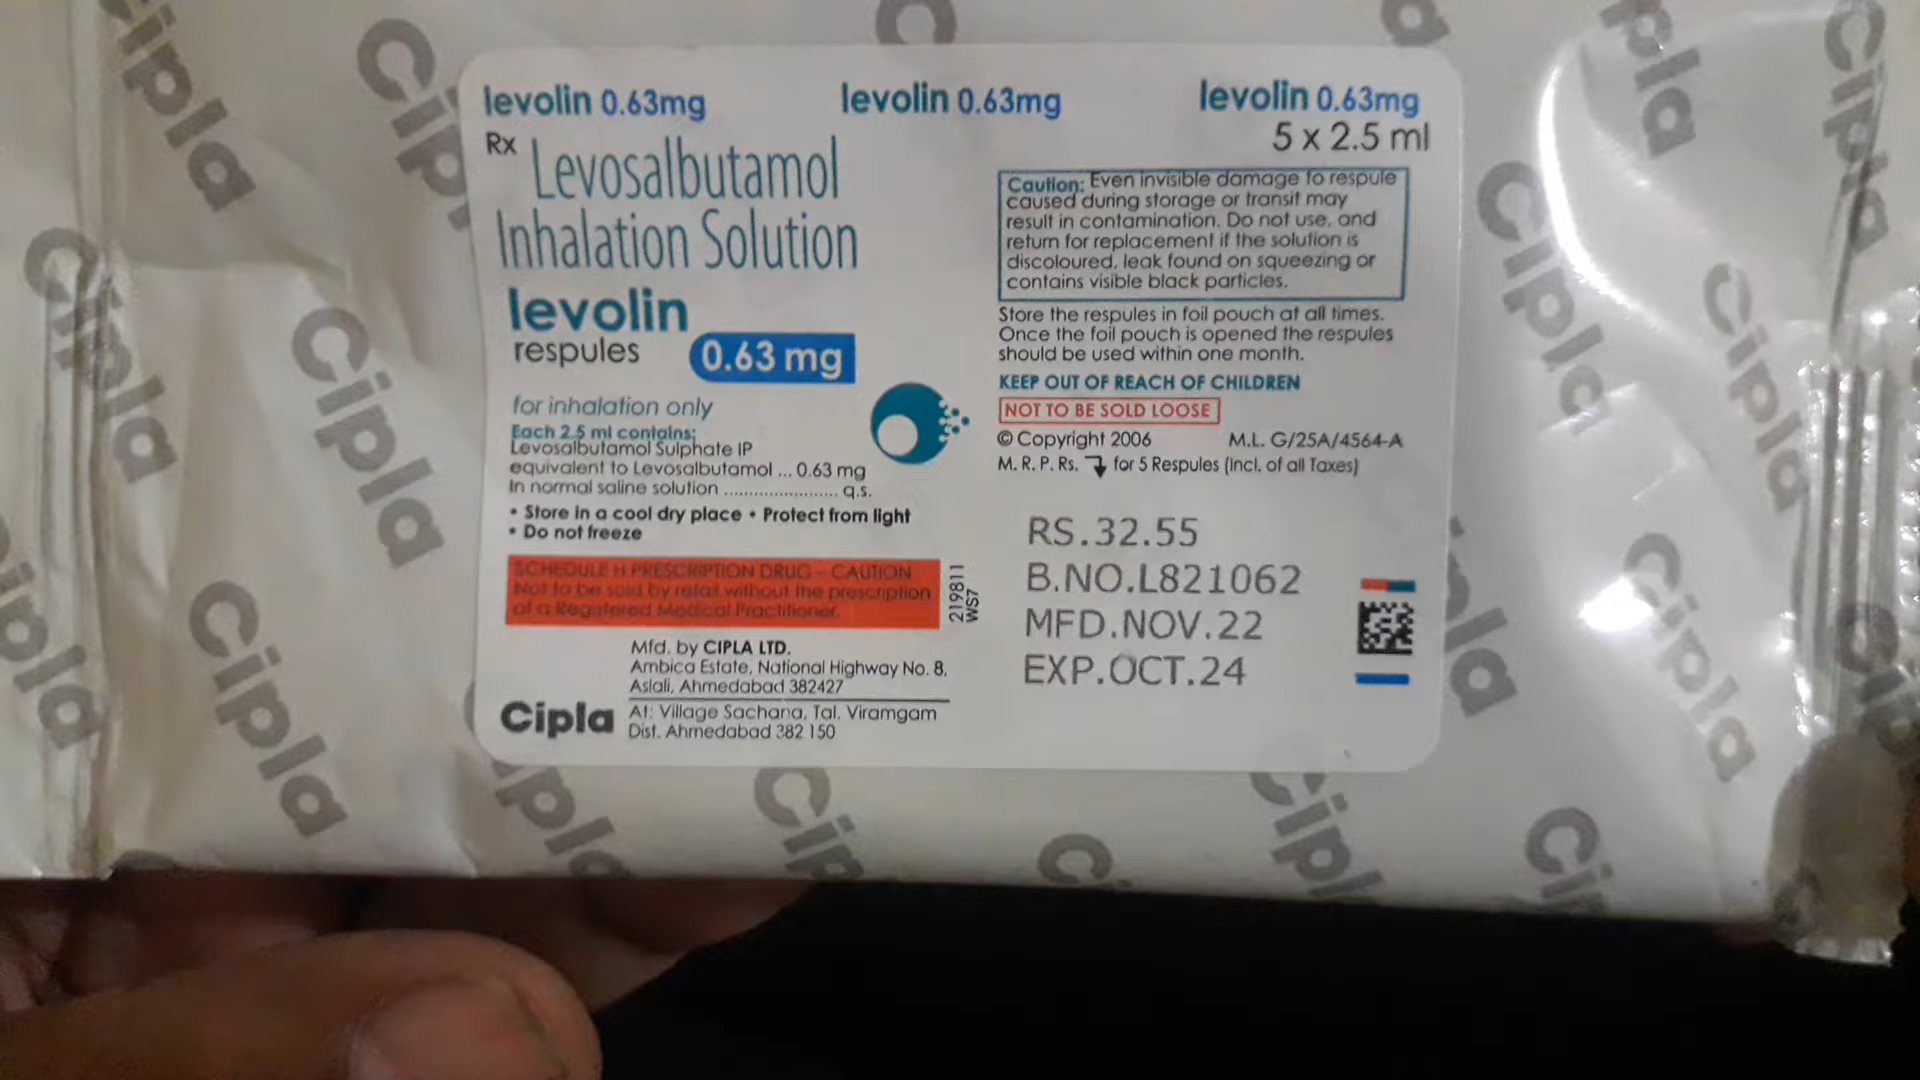 levolin 0.63mg levolin 0.63mg levolin 0.63mg
5 x 2.5 ml
Rx Levosalbutamol
Inhalation Solution
levolin
respules 0.63 mg
for inhalation only
Each 2.5 ml contains:
Levosalbutamol Sulphate IP
equivalent to Levosalbutamol ... 0.63 mg
In normal saline solution ...................... q.s.
• Store in a cool dry place • Protect from light
• Do not freeze
SCHEDULE H PRESCRIPTION DRUG - CAUTION
Not to be sold by retail without the prescription
of a Registered Medical Practitioner.
219811
WS7
Mfd. by CIPLA LTD.
Ambica Estate, National Highway No. 8,
Aslali, Ahmedabad 382427
At: Village Sachana, Tal. Viramgam
Dist. Ahmedabad 382 150
Cipla
Caution: Even invisible damage to respule
caused during storage or transit may
result in contamination. Do not use, and
return for replacement if the solution is
discoloured, leak found on squeezing or
contains visible black particles.
Store the respules in foil pouch at all times.
Once the foil pouch is opened the respules
should be used within one month.
KEEP OUT OF REACH OF CHILDREN
NOT TO BE SOLD LOOSE
© Copyright 2006 M.L. G/25A/4564-A
M. R. P. Rs. for 5 Respules (Incl. of all Taxes)
RS.32.55
B.NO.L821062
MFD.NOV.22
EXP.OCT.24
Cipla
Cipla
Cipla
Cipla
Cipla
Cipla
Cipla
Cipla
Cipla
Cipla